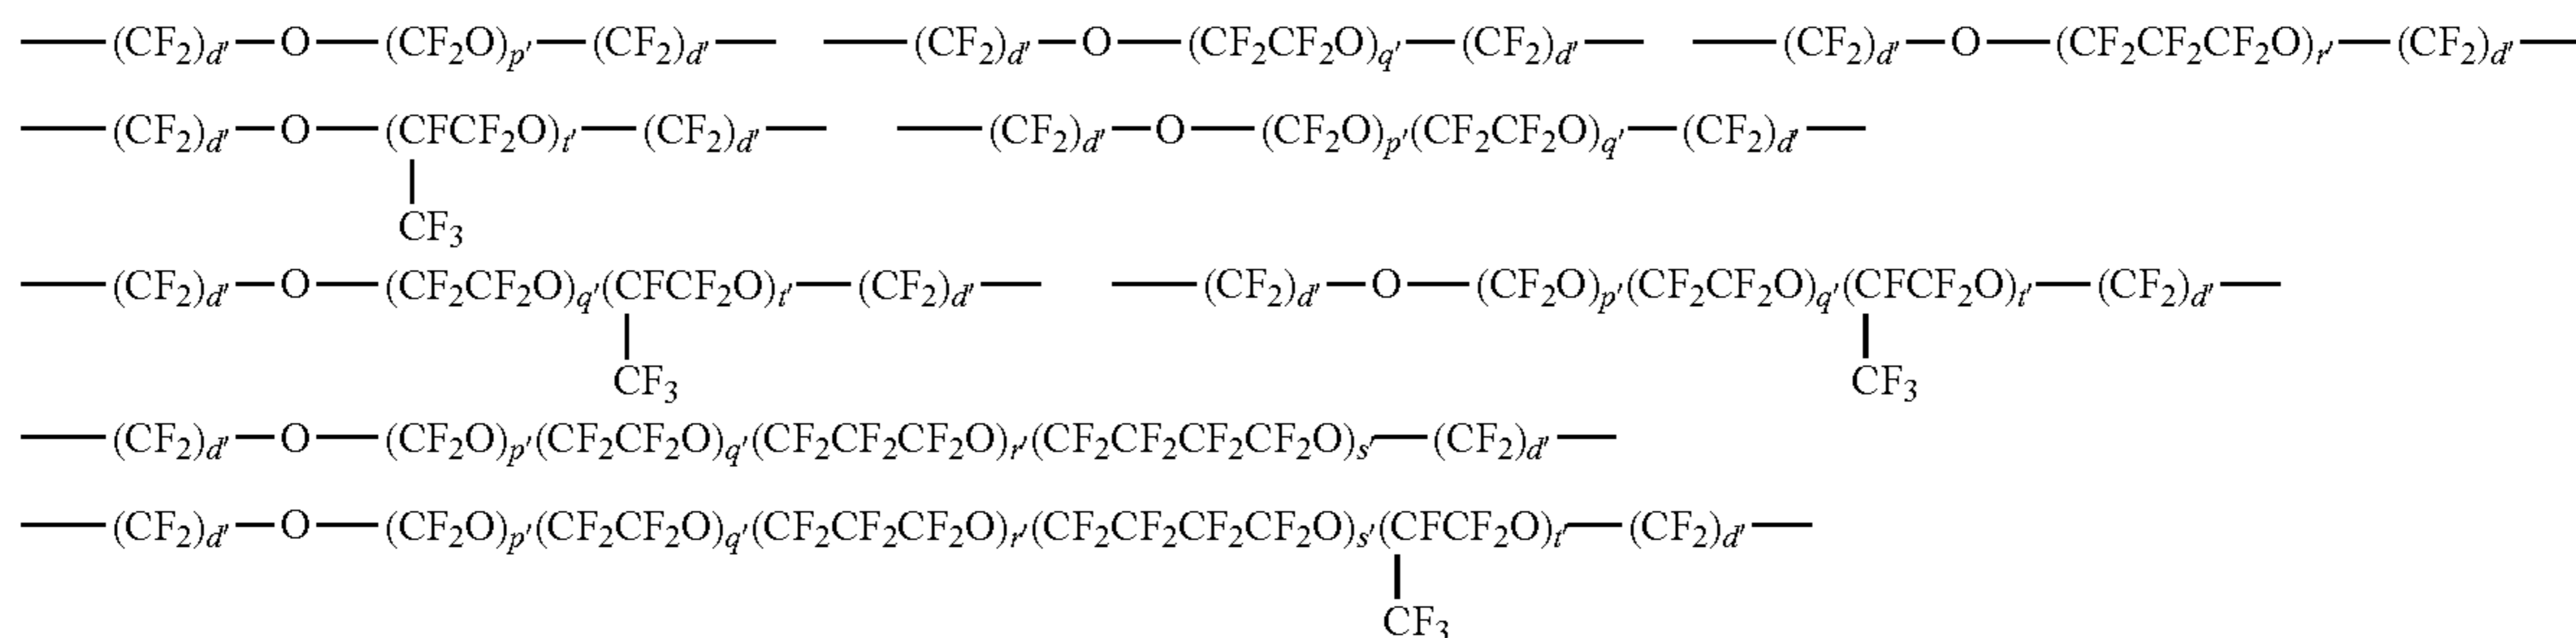 —(CF₂)d'—O—(CF₂O)p'—(CF₂)d'— —(CF₂)d'—O—(CF₂CF₂O)q'—(CF₂)d'— —(CF₂)d'—O—(CF₂CF₂CF₂O)r'—(CF₂)d'—
—(CF₂)d'—O—(CFCF₂O)t'—(CF₂)d'— —(CF₂)d'—O—(CF₂O)p'(CF₂CF₂O)q'—(CF₂)d'—
CF₃
—(CF₂)d'—O—(CF₂CF₂O)q'(CFCF₂O)t'—(CF₂)d'— —(CF₂)d'—O—(CF₂O)p'(CF₂CF₂O)q'(CFCF₂O)t'—(CF₂)d'—
CF₃ CF₃
—(CF₂)d'—O—(CF₂O)p'(CF₂CF₂O)q'(CF₂CF₂CF₂O)r'(CF₂CF₂CF₂CF₂O)s'—(CF₂)d'—
—(CF₂)d'—O—(CF₂O)p'(CF₂CF₂O)q'(CF₂CF₂CF₂O)r'(CF₂CF₂CF₂CF₂O)s'(CFCF₂O)t'—(CF₂)d'—
CF₃